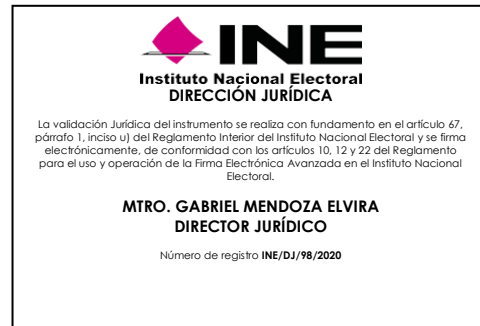 INE
Instituto Nacional Electoral
DIRECCIÓN JURÍDICA
La validación Jurídica del instrumento se realiza con fundamento en el artículo 67,
párrafo 1, inciso u) del Reglamento Interior del Instituto Nacional Electoral y se firma
electrónicamente, de conformidad con los artículos 10, 12 y 22 del Reglamento
para el uso y operación de la Firma Electrónica Avanzada en el Instituto Nacional
Electoral.
MTRO. GABRIEL MENDOZA ELVIRA
DIRECTOR JURÍDICO
Número de registro INE/DJ/98/2020